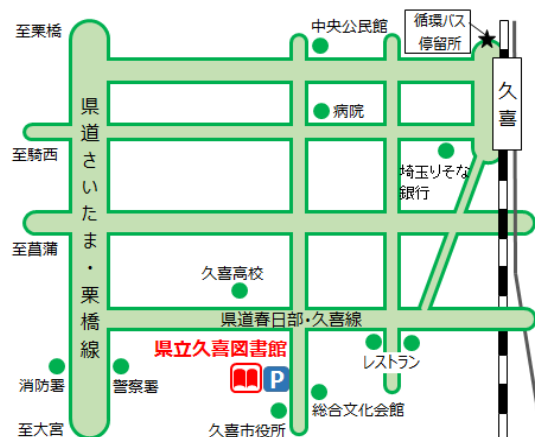 至栗橋
中央公民館
循環バス
停留所
久喜
病院
至騎西
埼玉りそな
銀行
県道さいたま・栗橋線
至菖蒲
久喜高校
県道春日部・久喜線
県立久喜図書館
レストラン
消防署
警察署
P
総合文化会館
至大宮
久喜市役所